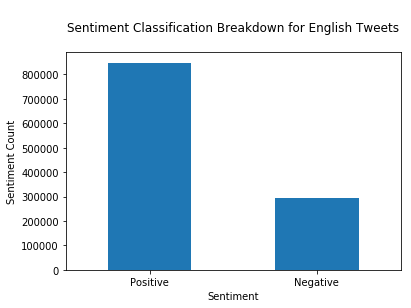 Sentiment Classification Breakdown for English Tweets
800000
700000
600000
500000
400000
300000
200000
100000
0
Sentiment Count
Positive
Negative
Sentiment